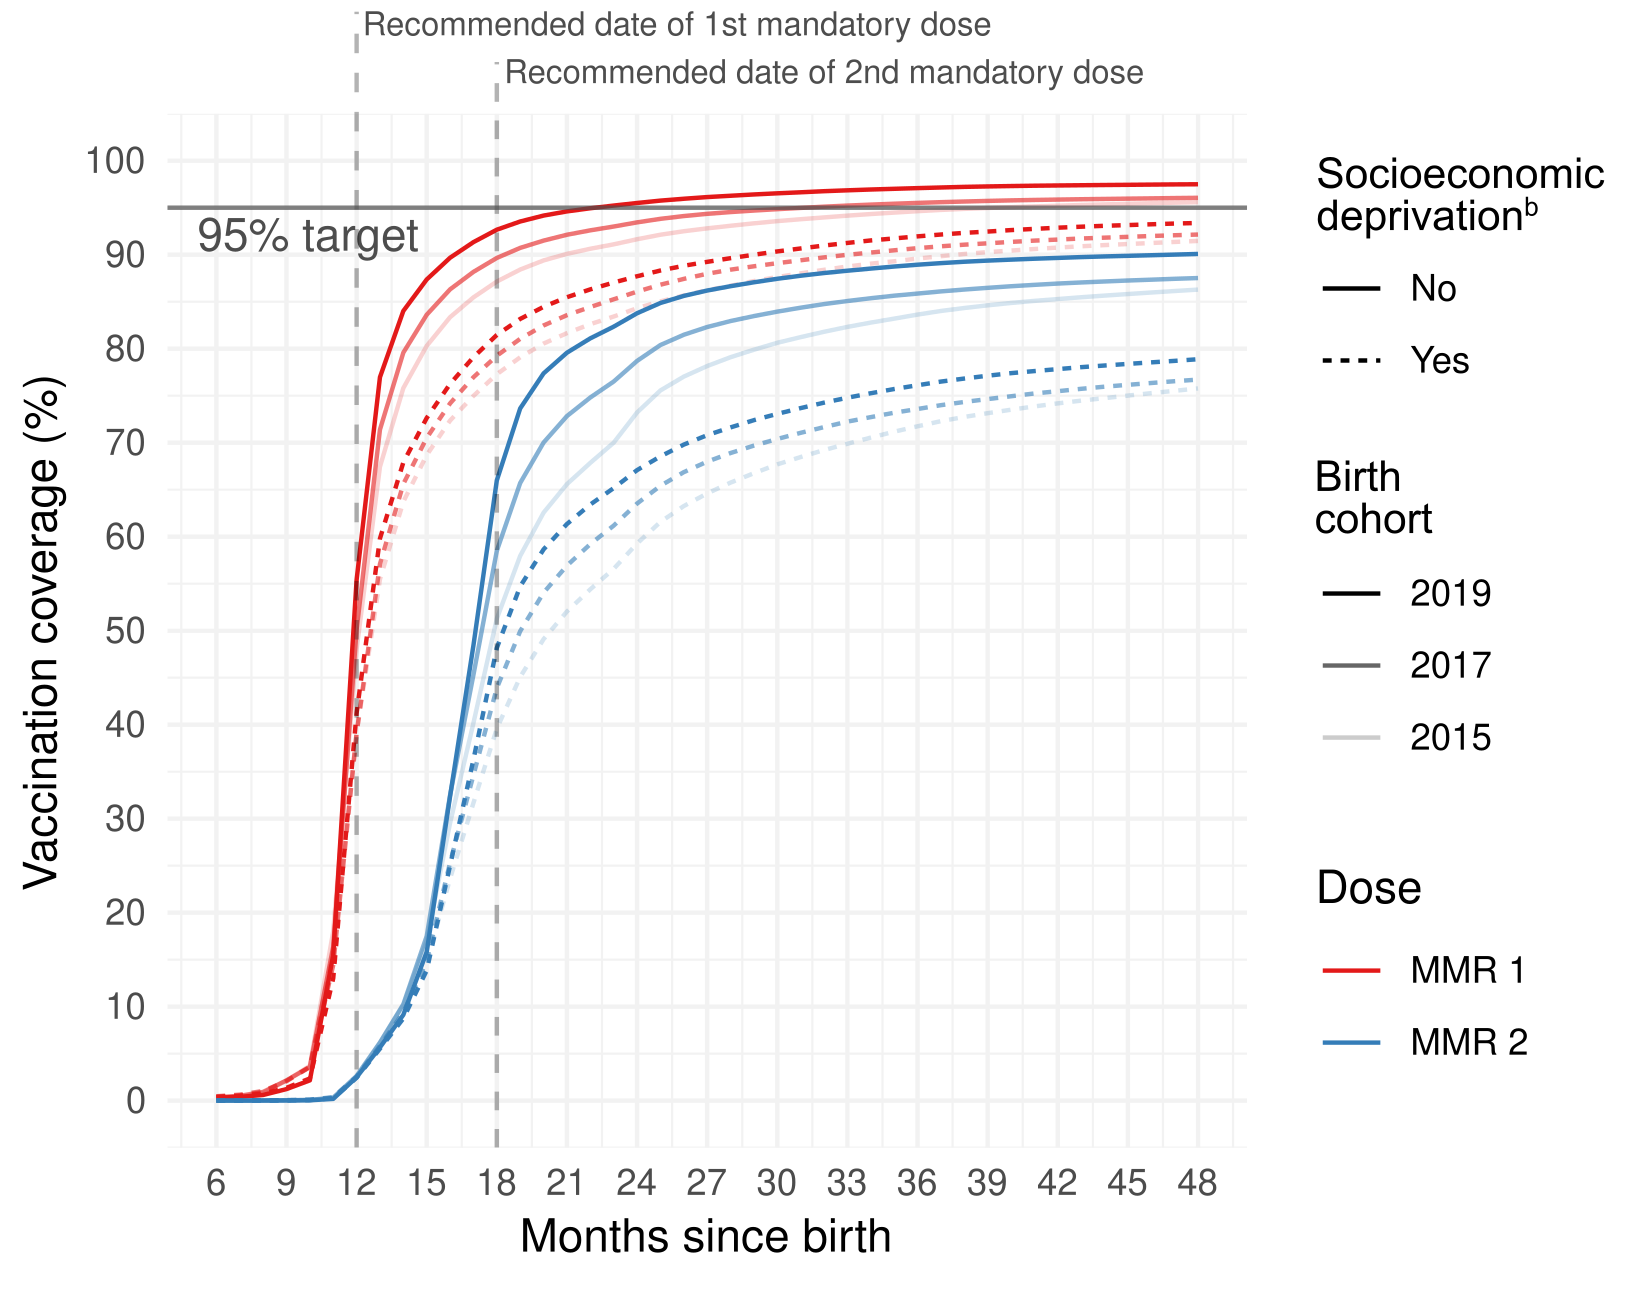 Recommended date of 1st mandatory dose
Recommended date of 2nd mandatory dose
100
90
80
70
60
50
40
30
20
10
0
95% target
Vaccination coverage (%)
6 9 12 15 18 21 24 27 30 33 36 39 42 45 48
Months since birth
Socioeconomic
deprivationᵇ
No
Yes
Birth
cohort
2019
2017
2015
Dose
MMR 1
MMR 2